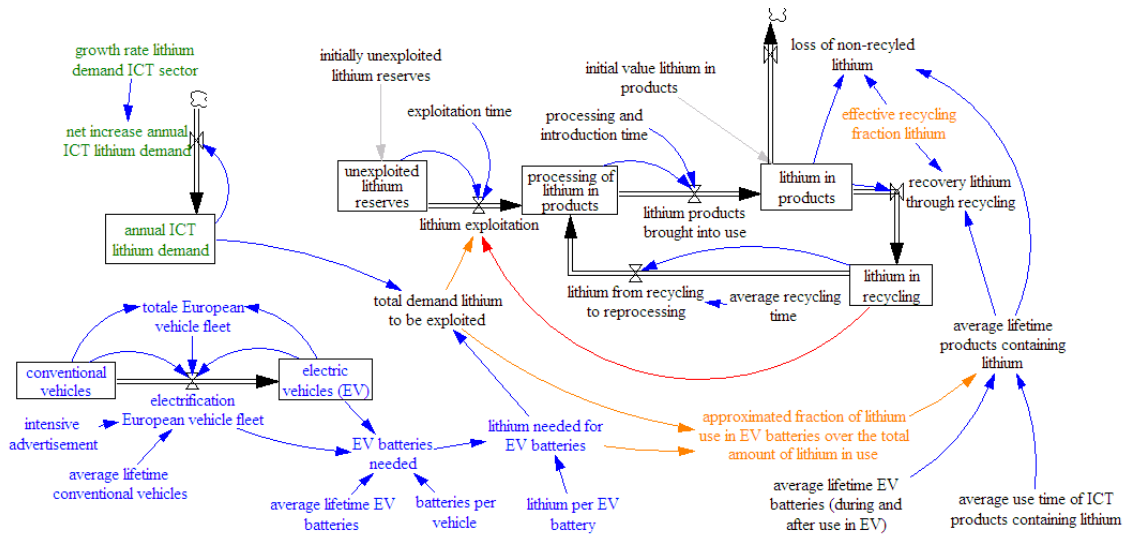 growth rate lithium
demand ICT sector
net increase annual
ICT lithium demand
annual ICT
lithium demand
initially unexploited
lithium reserves
exploitation time
unexploited
lithium
reserves
lithium exploitation
processing of
lithium in
products
processing and
introduction time
initial value lithium in
products
lithium products
brought into use
lithium in
products
loss of non-recyled
lithium
effective recycling
fraction lithium
recovery lithium
through recycling
lithium in
recycling
lithium from recycling
to reprocessing
average recycling
time
total demand lithium
to be exploited
average lifetime
products containing
lithium
totale European
vehicle fleet
conventional
vehicles
electric
vehicles (EV)
electrification
European vehicle fleet
intensive
advertisement
average lifetime
conventional vehicles
EV batteries
needed
average lifetime EV
batteries
batteries per
vehicle
lithium needed for
EV batteries
lithium per EV
battery
approximated fraction of lithium
use in EV batteries over the total
amount of lithium in use
average lifetime EV
batteries (during and
after use in EV)
average use time of ICT
products containing lithium